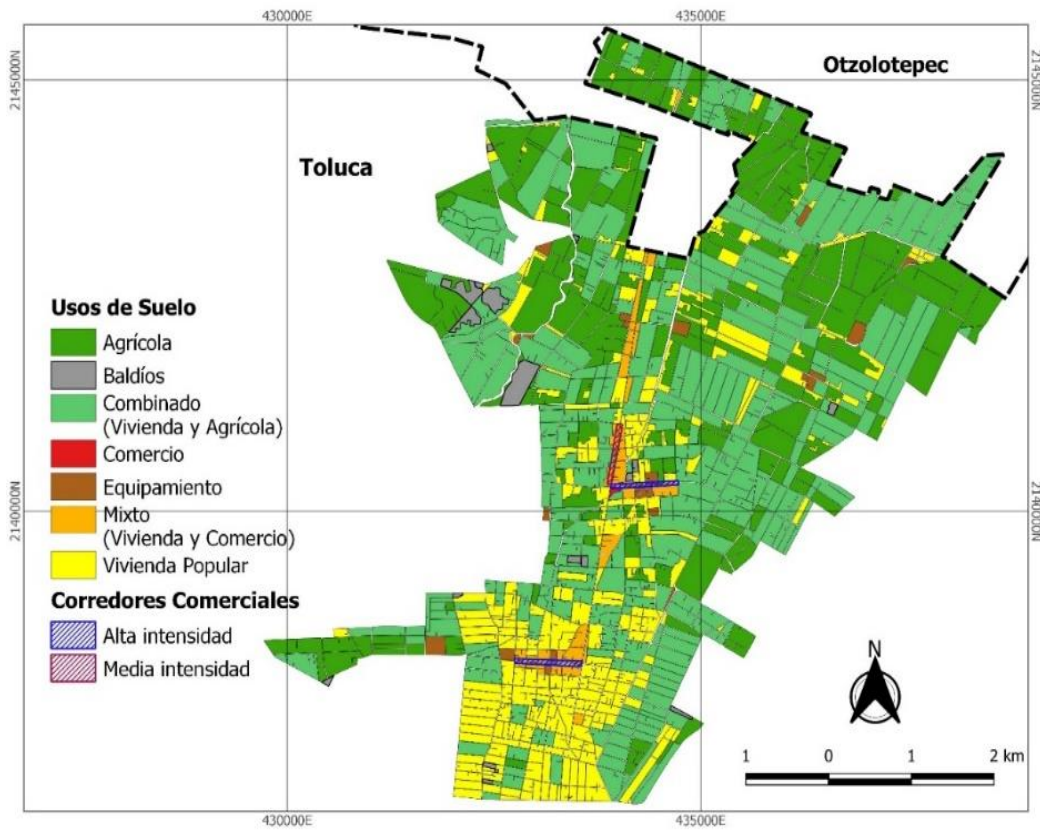 430000E
435000E
2145000N
2145000N
Otzolotepec
Toluca
Usos de Suelo
Agrícola
Baldíos
Combinado
(Vivienda y Agrícola)
Comercio
Equipamiento
Mixto
(Vivienda y Comercio)
Vivienda Popular
Corredores Comerciales
Alta intensidad
Media intensidad
2140000N
2140000N
N
1 0 1 2 km
430000E
435000E